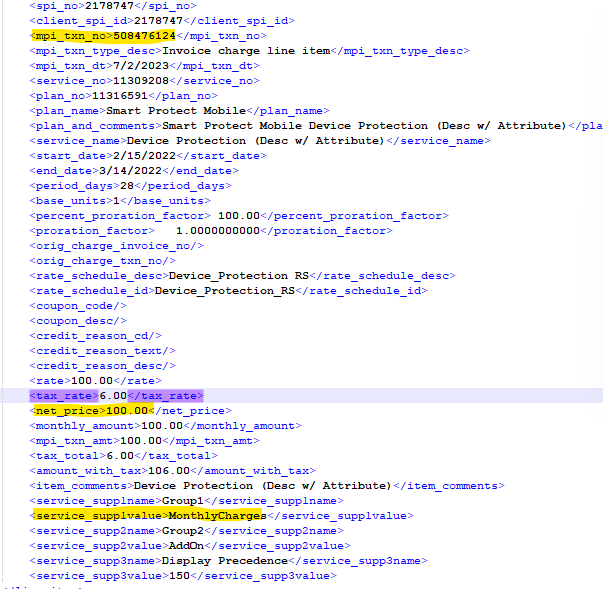 <spi_no>2178747</spi_no>
<client_spi_id>2178747</client_spi_id>
<mpi_txn_no>508476124</mpi_txn_no>
<mpi_txn_type_desc>Invoice charge line item</mpi_txn_type_desc>
<mpi_txn_dt>7/2/2023</mpi_txn_dt>
<service_no>11309208</service_no>
<plan_no>11316591</plan_no>
<plan_name>Smart Protect Mobile</plan_name>
<plan_and_comments>Smart Protect Mobile Device Protection (Desc w/ Attribute)</pla
<service_name>Device Protection (Desc w/ Attribute)</service_name>
<start_date>2/15/2022</start_date>
<end_date>3/14/2022</end_date>
<period_days>28</period_days>
<base_units>1</base_units>
<percent_proration_factor> 100.00</percent_proration_factor>
<proration_factor>   1.0000000000</proration_factor>
<orig_charge_invoice_no/>
<orig_charge_txn_no/>
<rate_schedule_desc>Device_Protection RS</rate_schedule_desc>
<rate_schedule_id>Device_Protection_RS</rate_schedule_id>
<coupon_code/>
<coupon_desc/>
<credit_reason_cd/>
<credit_reason_text/>
<credit_reason_desc/>
<rate>100.00</rate>
<tax_rate>6.00</tax_rate>
<net_price>100.00</net_price>
<monthly_amount>100.00</monthly_amount>
<mpi_txn_amt>100.00</mpi_txn_amt>
<tax_total>6.00</tax_total>
<amount_with_tax>106.00</amount_with_tax>
<item_comments>Device Protection (Desc w/ Attribute)</item_comments>
<service_supp1name>Group1</service_supp1name>
<service_supp1value>MonthlyCharges</service_supp1value>
<service_supp2name>Group2</service_supp2name>
<service_supp2value>AddOn</service_supp2value>
<service_supp3name>Display Precedence</service_supp3name>
<service_supp3value>150</service_supp3value>